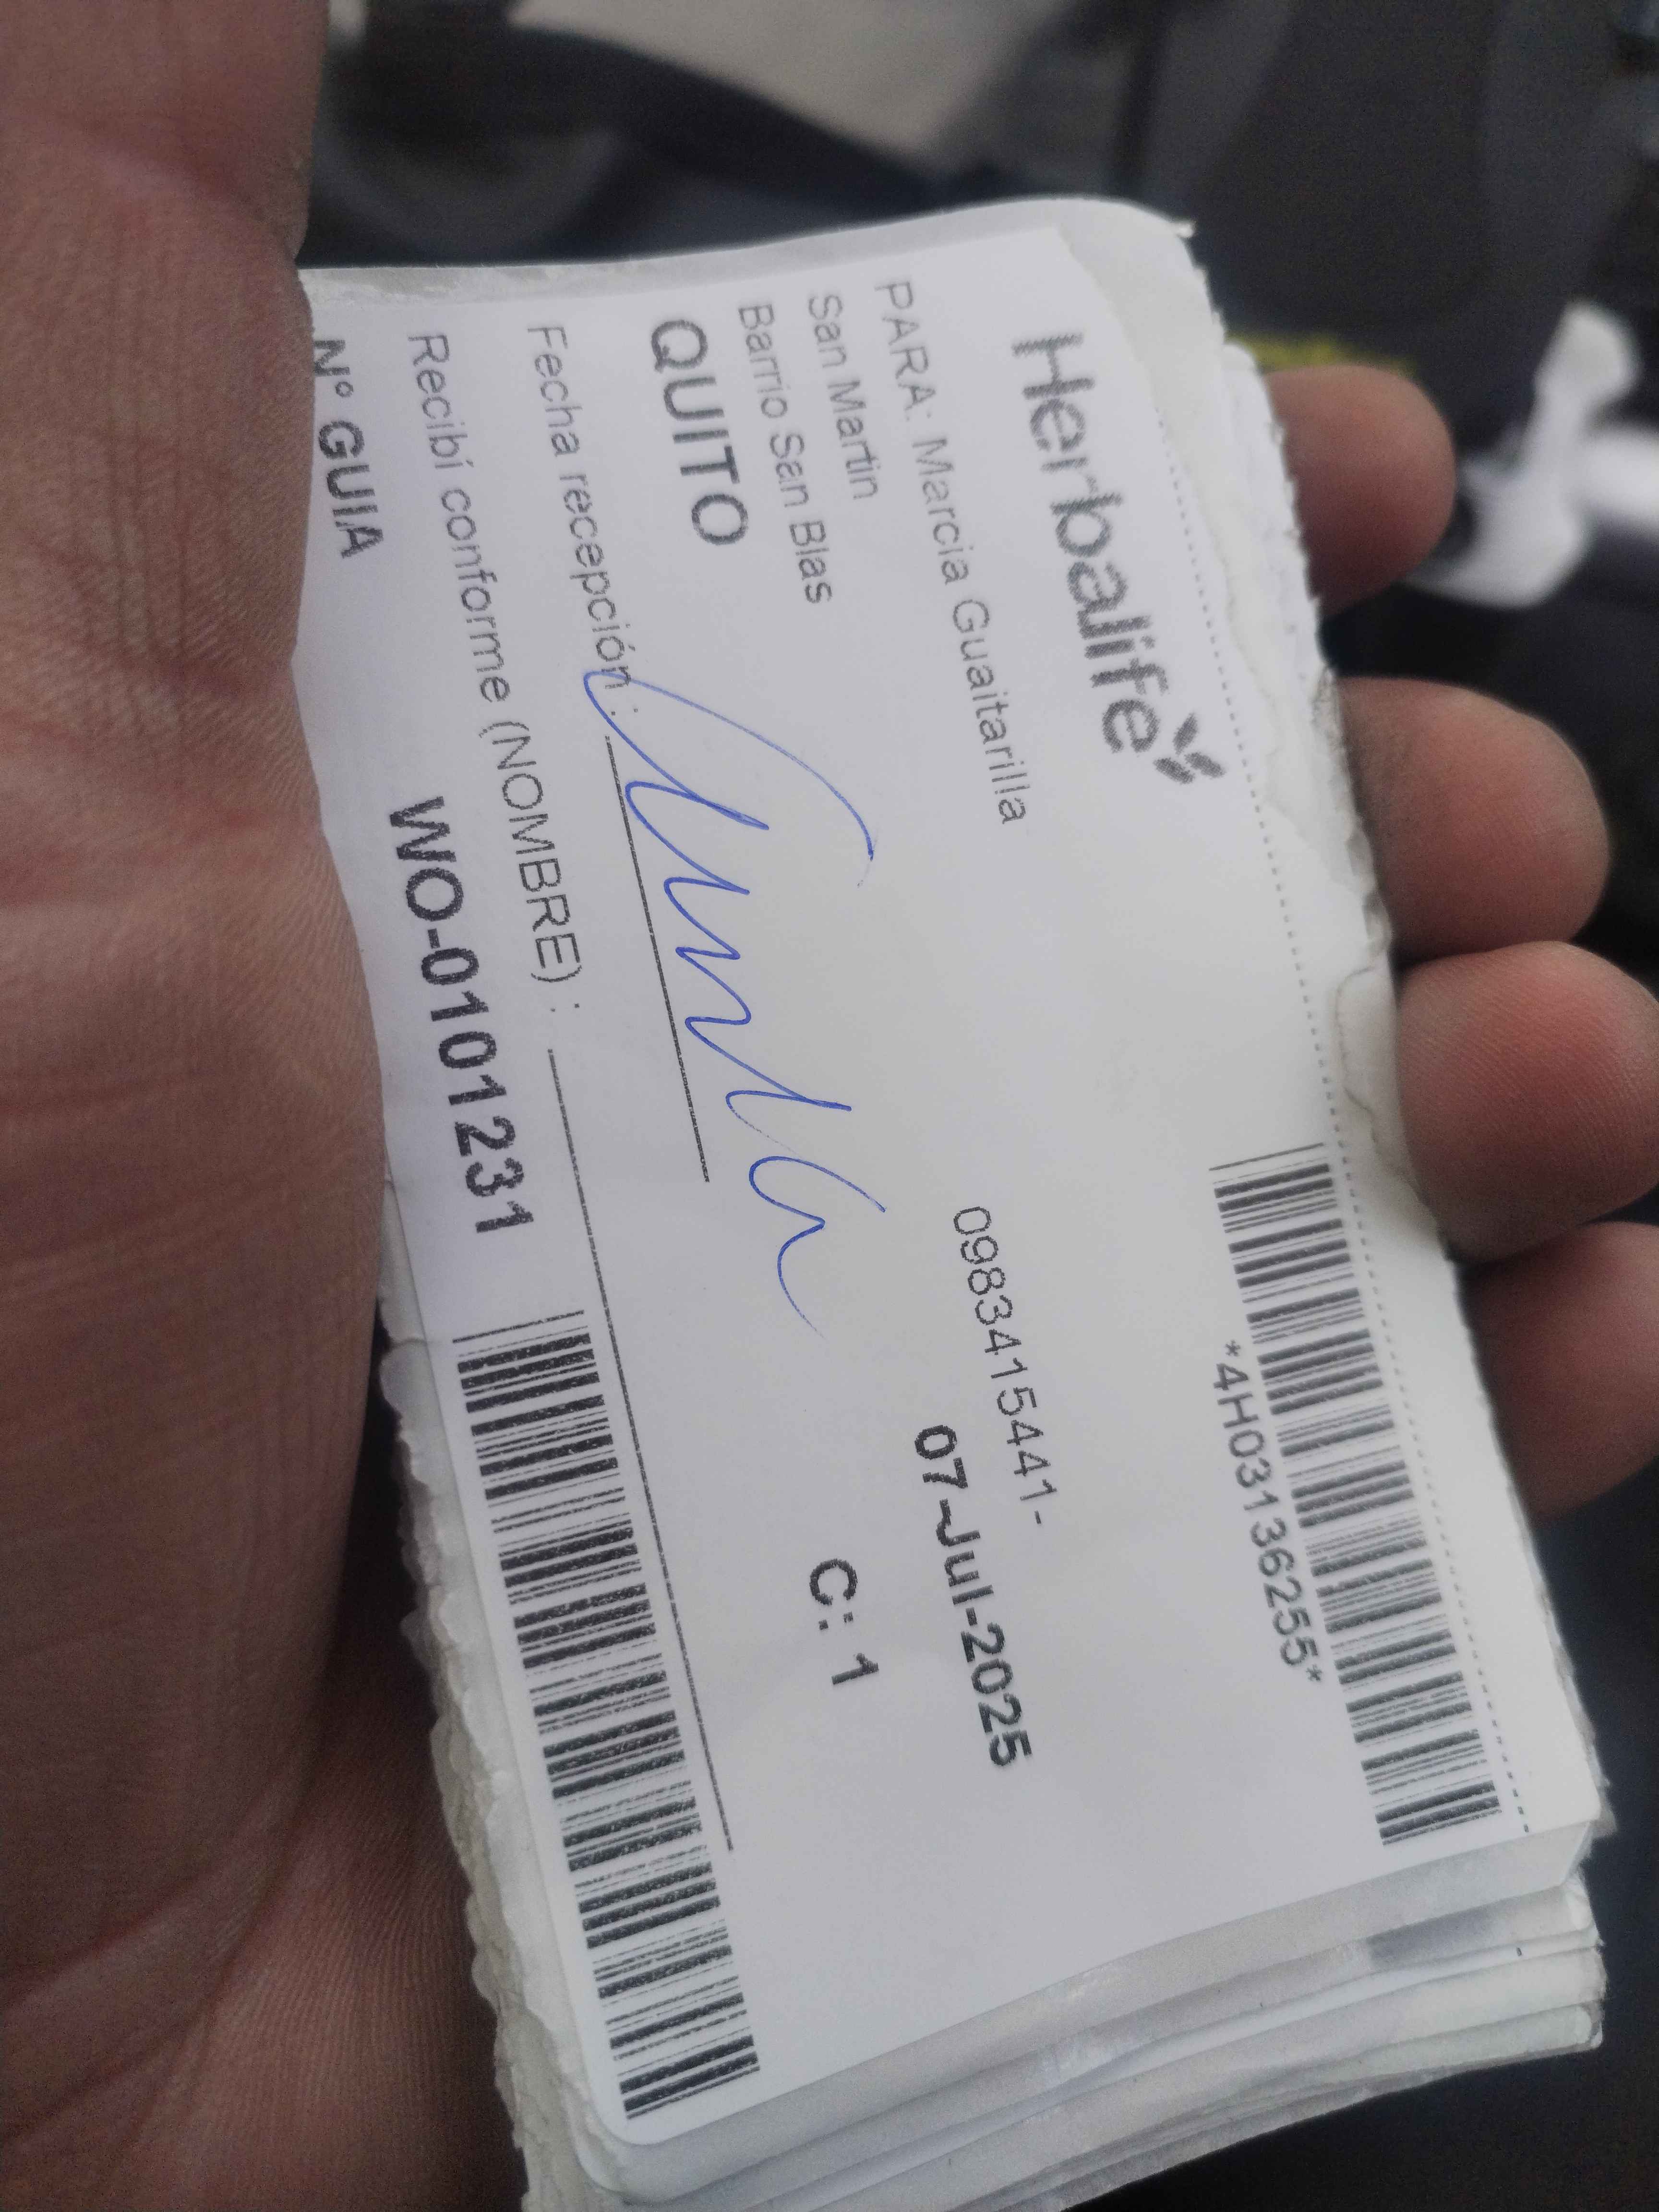 Herbalife
*4H03136255*
PARA: Marcia Guaitarilla
0983415441-
San Martin
07-Jul-2025
Barrio San Blas
QUITO
C: 1
Fecha recepción:
Recibí conforme (NOMBRE) :
Nº GUIA
WO-0101231